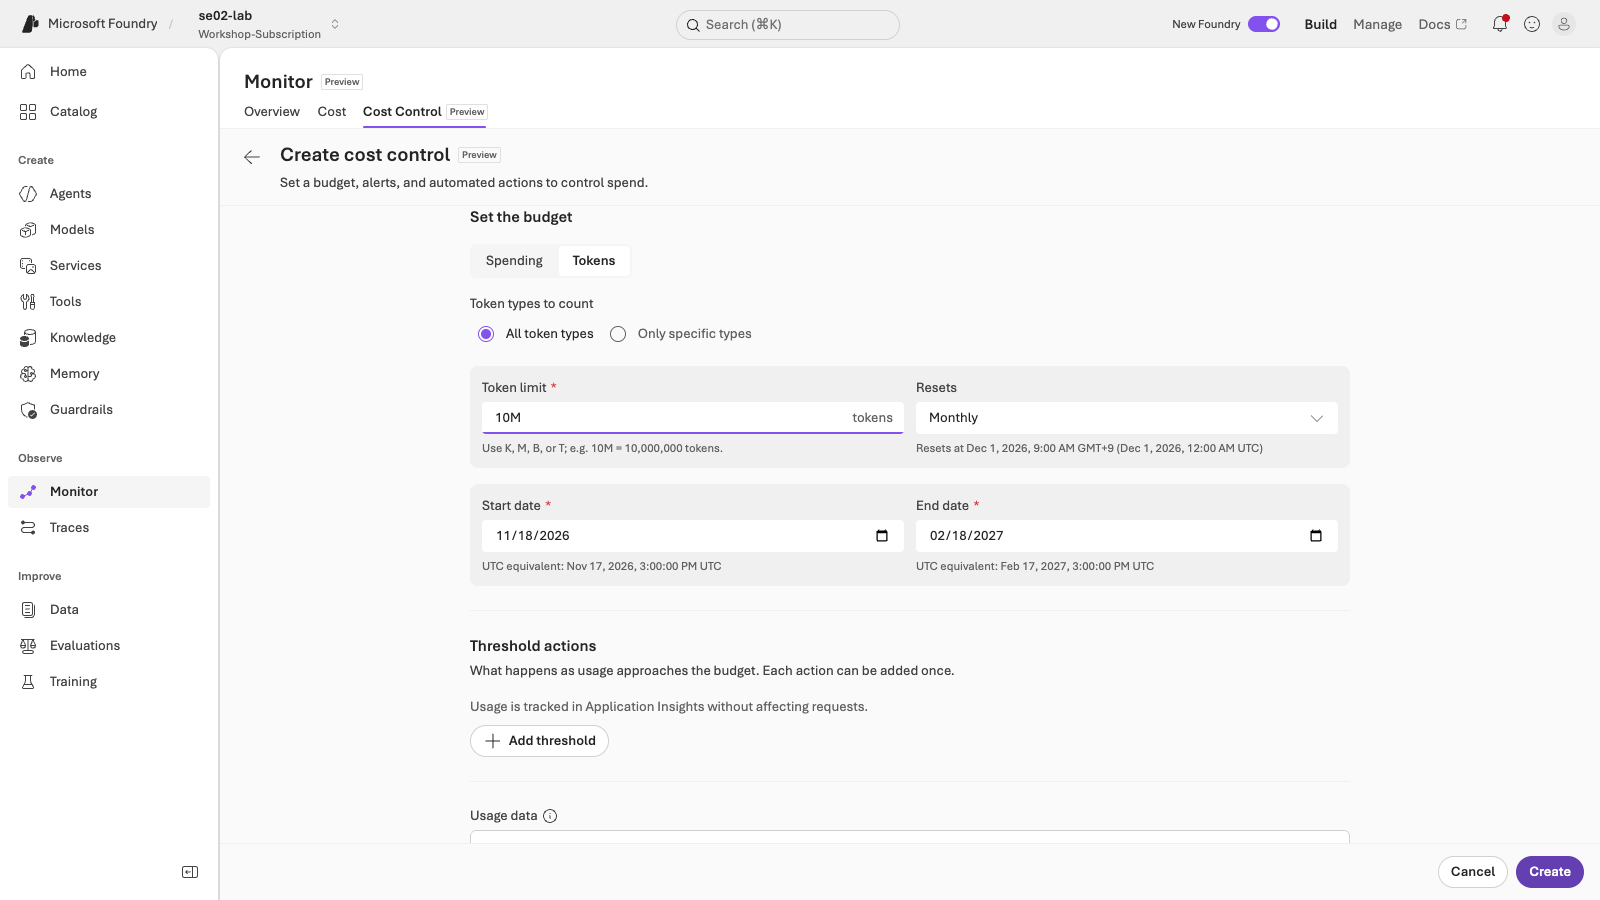 Microsoft Foundry
/
se02-lab
Workshop-Subscription
Search (⌘K)
New Foundry
Build
Manage
Docs
Home
Catalog
Create
Agents
Models
Services
Tools
Knowledge
Memory
Guardrails
Observe
Monitor
Traces
Improve
Data
Evaluations
Training
Monitor Preview
Overview
Cost
Cost Control Preview
Create cost control Preview
Set a budget, alerts, and automated actions to control spend.
Set the budget
Spending
Tokens
Token types to count
All token types
Only specific types
Token limit *
10M tokens
Use K, M, B, or T; e.g. 10M = 10,000,000 tokens.
Resets
Monthly
Resets at Dec 1, 2026, 9:00 AM GMT+9 (Dec 1, 2026, 12:00 AM UTC)
Start date *
11/18/2026
UTC equivalent: Nov 17, 2026, 3:00:00 PM UTC
End date *
02/18/2027
UTC equivalent: Feb 17, 2027, 3:00:00 PM UTC
Threshold actions
What happens as usage approaches the budget. Each action can be added once.
Usage is tracked in Application Insights without affecting requests.
Add threshold
Usage data
Cancel
Create